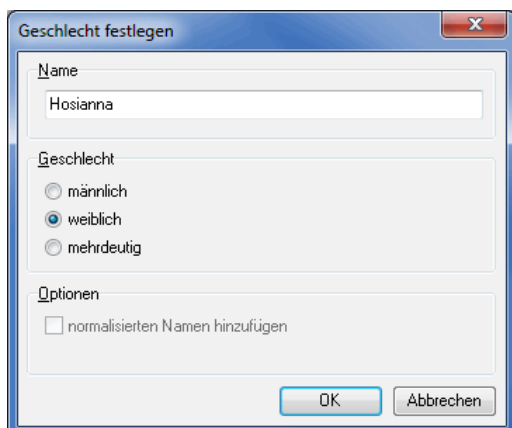 Geschlecht festlegen
Name
Hosianna
Geschlecht
männlich
weiblich
mehrdeutig
Optionen
normalisierten Namen hinzufügen
OK Abbrechen